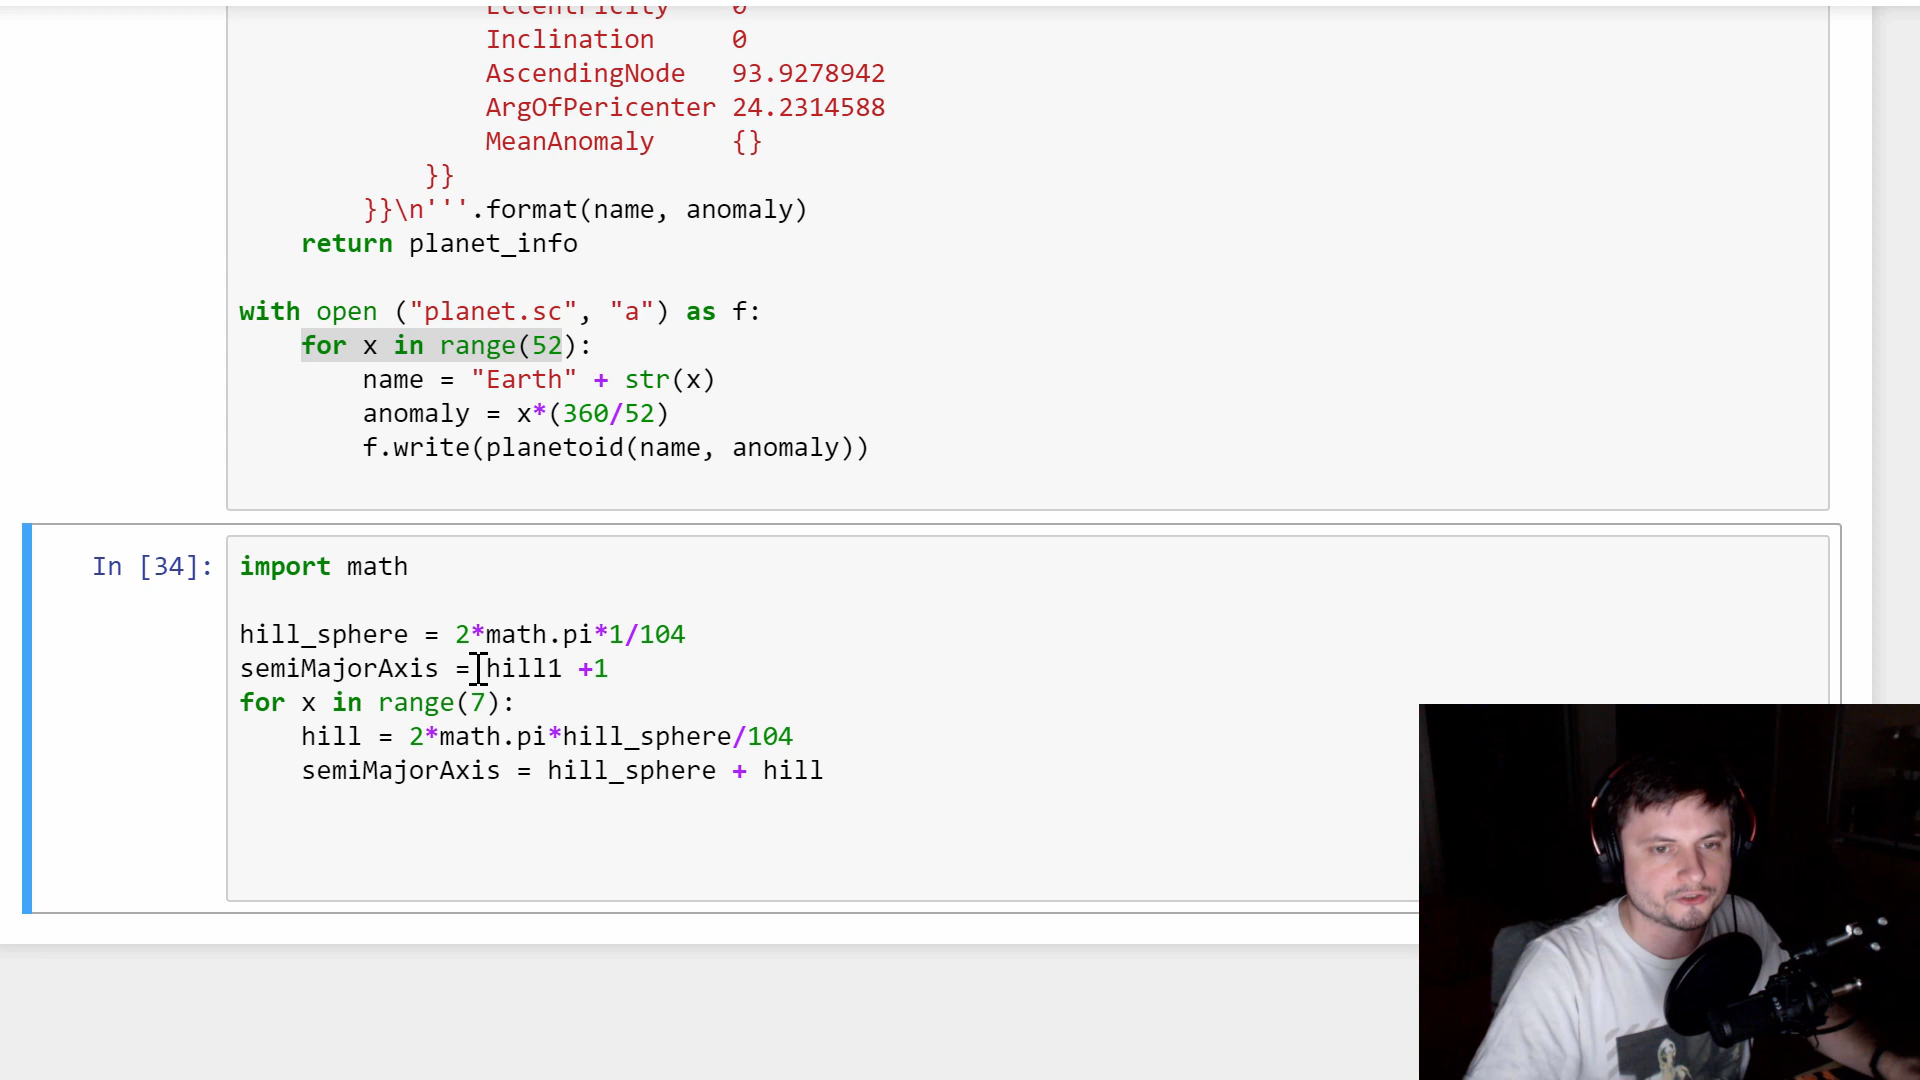 Eccentricity 0
Inclination 0
AscendingNode 93.9278942
ArgOfPericenter 24.2314588
MeanAnomaly {}
}}
}}\n'''.format(name, anomaly)
return planet_info
with open ("planet.sc", "a") as f:
for x in range(52):
name = "Earth" + str(x)
anomaly = x*(360/52)
f.write(planetoid(name, anomaly))
In [34]:
import math
hill_sphere = 2*math.pi*1/104
semiMajorAxis = hill1 +1
for x in range(7):
hill = 2*math.pi*hill_sphere/104
semiMajorAxis = hill_sphere + hill